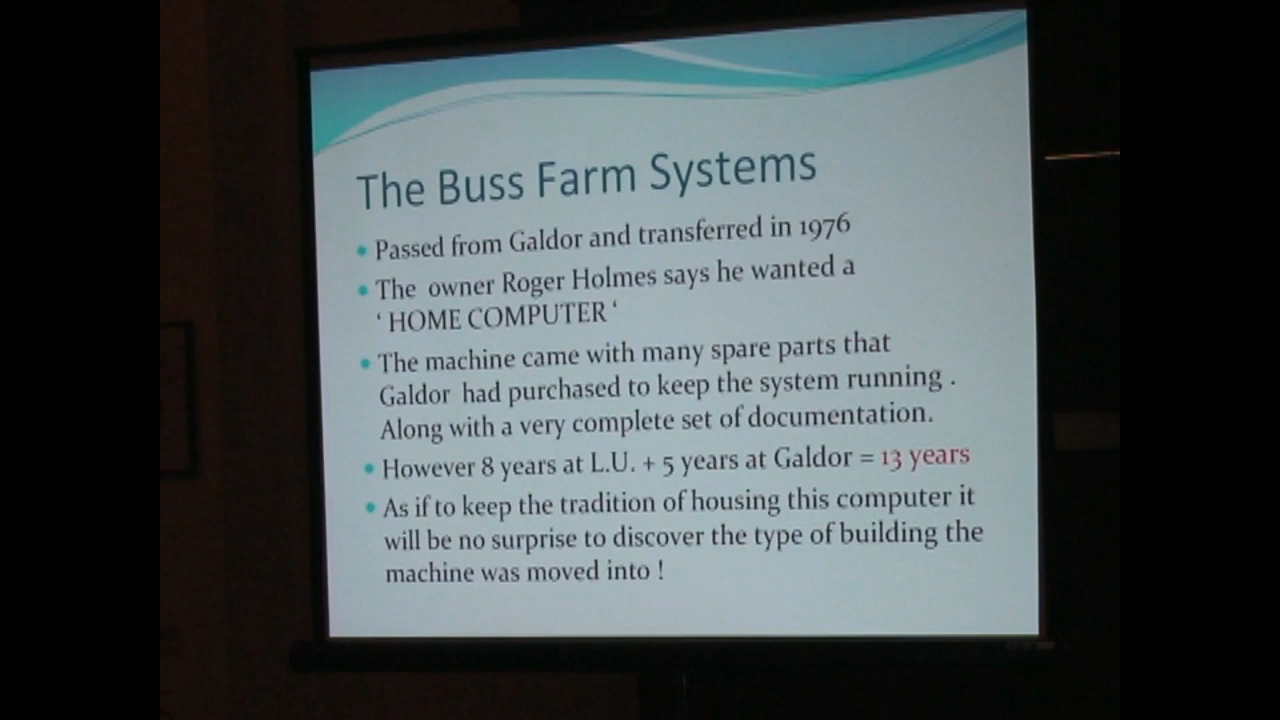 The Buss Farm Systems
• Passed from Galdor and transferred in 1976
• The owner Roger Holmes says he wanted a
‘ HOME COMPUTER ‘
• The machine came with many spare parts that
Galdor had purchased to keep the system running .
Along with a very complete set of documentation.
• However 8 years at L.U. + 5 years at Galdor = 13 years
• As if to keep the tradition of housing this computer it
will be no surprise to discover the type of building the
machine was moved into !